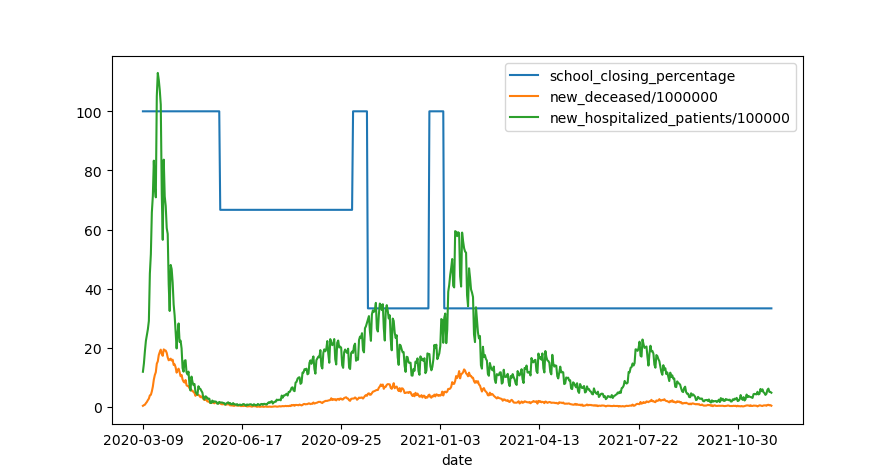 school_closing_percentage
new_deceased/1000000
new_hospitalized_patients/100000
100
80
60
40
20
0
2020-03-09 2020-06-17 2020-09-25 2021-01-03 2021-04-13 2021-07-22 2021-10-30
date